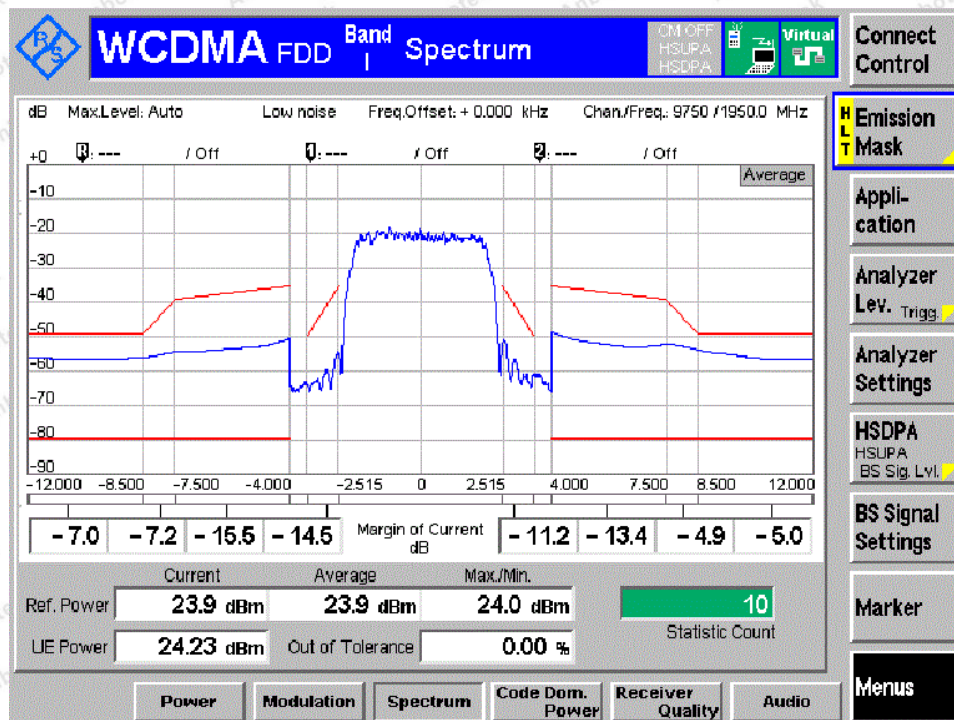 R&S
WCDMA FDD Band I Spectrum
CM OFF
HSUPA
HSDPA
Virtual
Connect Control
dB Max.Level: Auto Low noise Freq.Offset: + 0.000 kHz Chan./Freq.: 9750 /1950.0 MHz
HLT
Emission Mask
R: --- / Off 1: --- / Off 2: --- / Off
Average
+0
-10
-20
-30
-40
-50
-60
-70
-80
-90
-12.000 -8.500 -7.500 -4.000 -2.515 0 2.515 4.000 7.500 8.500 12.000
Appli-
cation
Analyzer
Lev. Trigg.
Analyzer
Settings
HSDPA
HSUPA
BS Sig. Lvl.
BS Signal
Settings
-7.0 -7.2 -15.5 -14.5 Margin of Current dB -11.2 -13.4 -4.9 -5.0
Current Average Max./Min.
Ref. Power 23.9 dBm 23.9 dBm 24.0 dBm 10
Statistic Count
UE Power 24.23 dBm Out of Tolerance 0.00 %
Marker
Menus
Power Modulation Spectrum Code Dom. Power Receiver Quality Audio